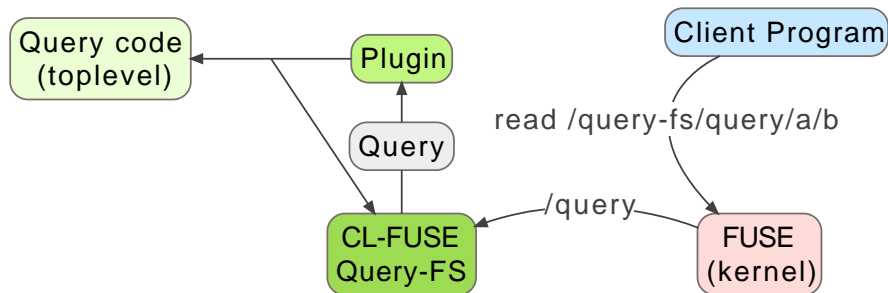 Query code
(toplevel)
Plugin
Client Program
read /query-fs/query/a/b
Query
/query
CL-FUSE
Query-FS
FUSE
(kernel)